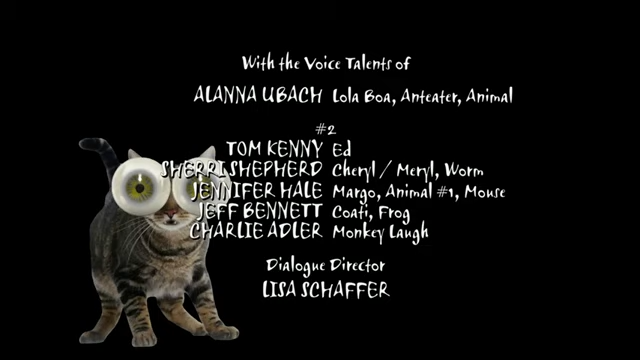 With the Voice Talents of
ALANNA UBACH Lola Boa, Anteater, Animal
#2
TOM KENNY Ed
SHERRI SHEPHERD Cheryl / Meryl, Worm
JENNIFER HALE Margo, Animal #1, Mouse
JEFF BENNETT Coati, Frog
CHARLIE ADLER Monkey Laugh
Dialogue Director
LISA SCHAFFER